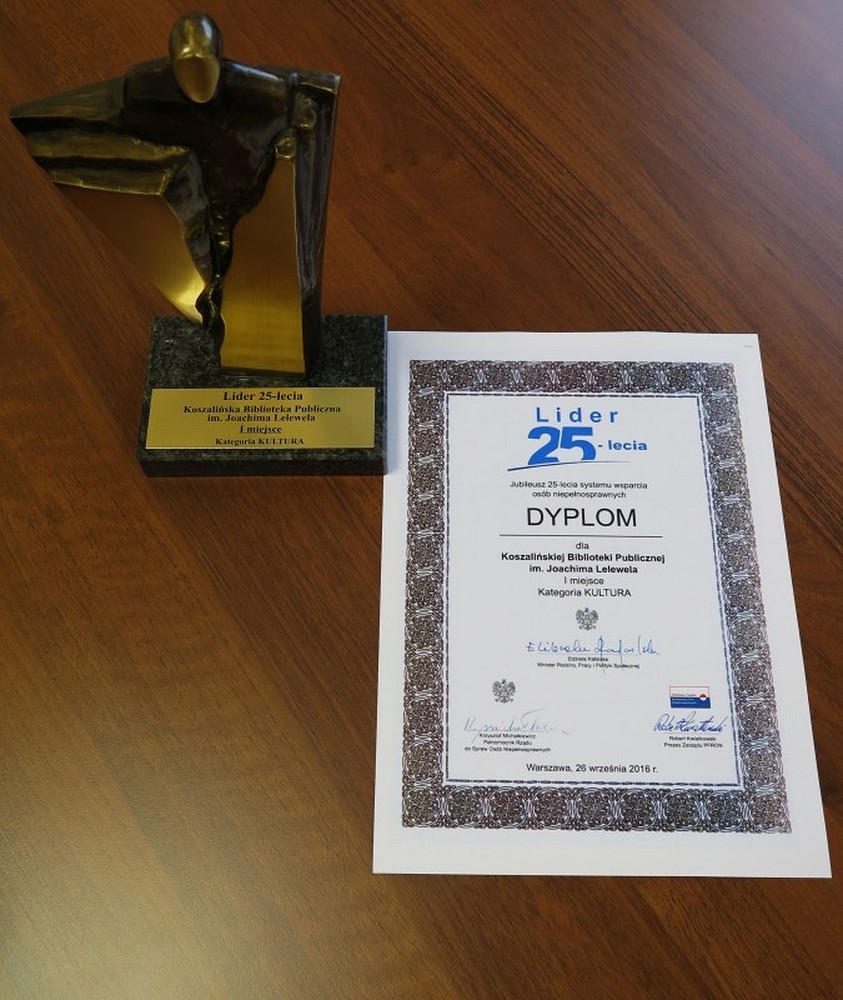 Lider 25-lecia
Koszalińska Biblioteka Publiczna
im. Joachima Lelewela
I miejsce
Kategoria KULTURA
Lider
25 - lecia
Jubileusz 25-lecia systemu wsparcia
osób niepełnosprawnych
DYPLOM
dla
Koszalińskiej Biblioteki Publicznej
im. Joachima Lelewela
I miejsce
Kategoria KULTURA
Elżbieta Rafalska
Minister Rodziny, Pracy i Polityki Społecznej
Krzysztof Michałkiewicz
Pełnomocnik Rządu
do Spraw Osób Niepełnosprawnych
Robert Kwiatkowski
Prezes Zarządu PFRON
Warszawa, 26 września 2016 r.